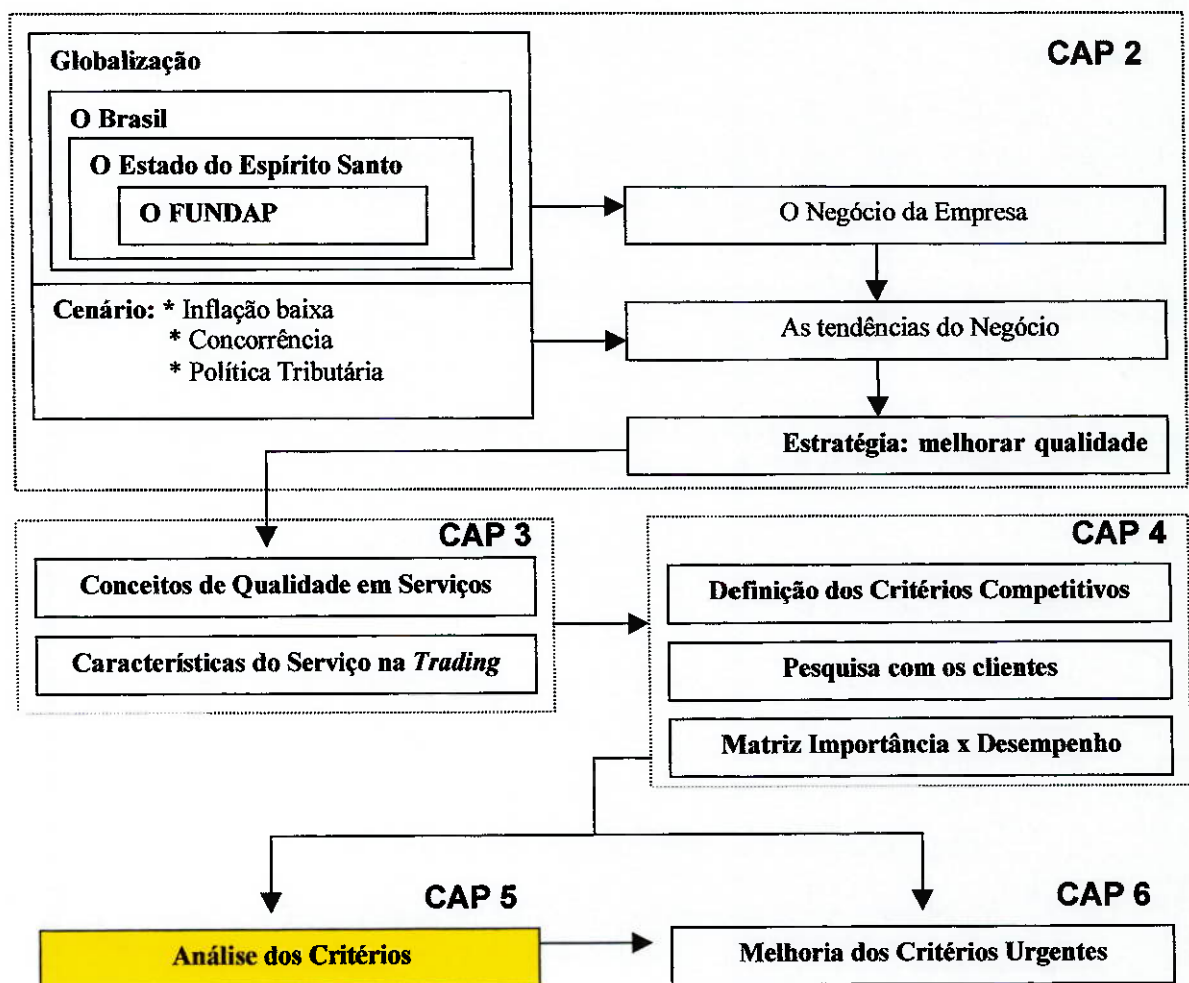 CAP 2
Globalização
O Brasil
O Estado do Espírito Santo
O FUNDAP
Cenário: * Inflação baixa
* Concorrência
* Política Tributária
O Negócio da Empresa
As tendências do Negócio
Estratégia: melhorar qualidade
CAP 3
Conceitos de Qualidade em Serviços
Características do Serviço na Trading
CAP 4
Definição dos Critérios Competitivos
Pesquisa com os clientes
Matriz Importância x Desempenho
CAP 5
Análise dos Critérios
CAP 6
Melhoria dos Critérios Urgentes